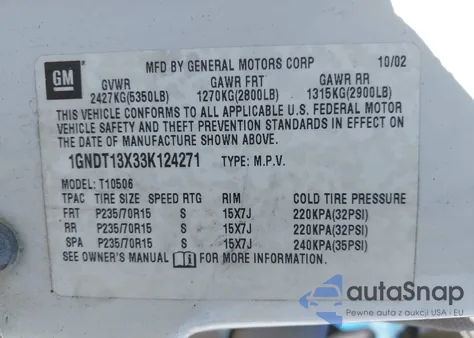 GM
MFD BY GENERAL MOTORS CORP 10/02
GVWR GAWR FRT GAWR RR
2427KG(5350LB) 1270KG(2800LB) 1315KG(2900LB)
THIS VEHICLE CONFORMS TO ALL APPLICABLE U.S. FEDERAL MOTOR
VEHICLE SAFETY AND THEFT PREVENTION STANDARDS IN EFFECT ON
THE DATE OF MANUFACTURE SHOWN ABOVE.
1GNDT13X33K124271 TYPE: M.P.V.
MODEL: T10506
TPAC TIRE SIZE SPEED RTG RIM COLD TIRE PRESSURE
FRT P235/70R15 S 15X7J 220KPA(32PSI)
RR P235/70R15 S 15X7J 220KPA(32PSI)
SPA P235/70R15 S 15X7J 240KPA(35PSI)
SEE OWNER'S MANUAL FOR MORE INFORMATION.
autoSnap
Pewne auta z aukcji USA i EU